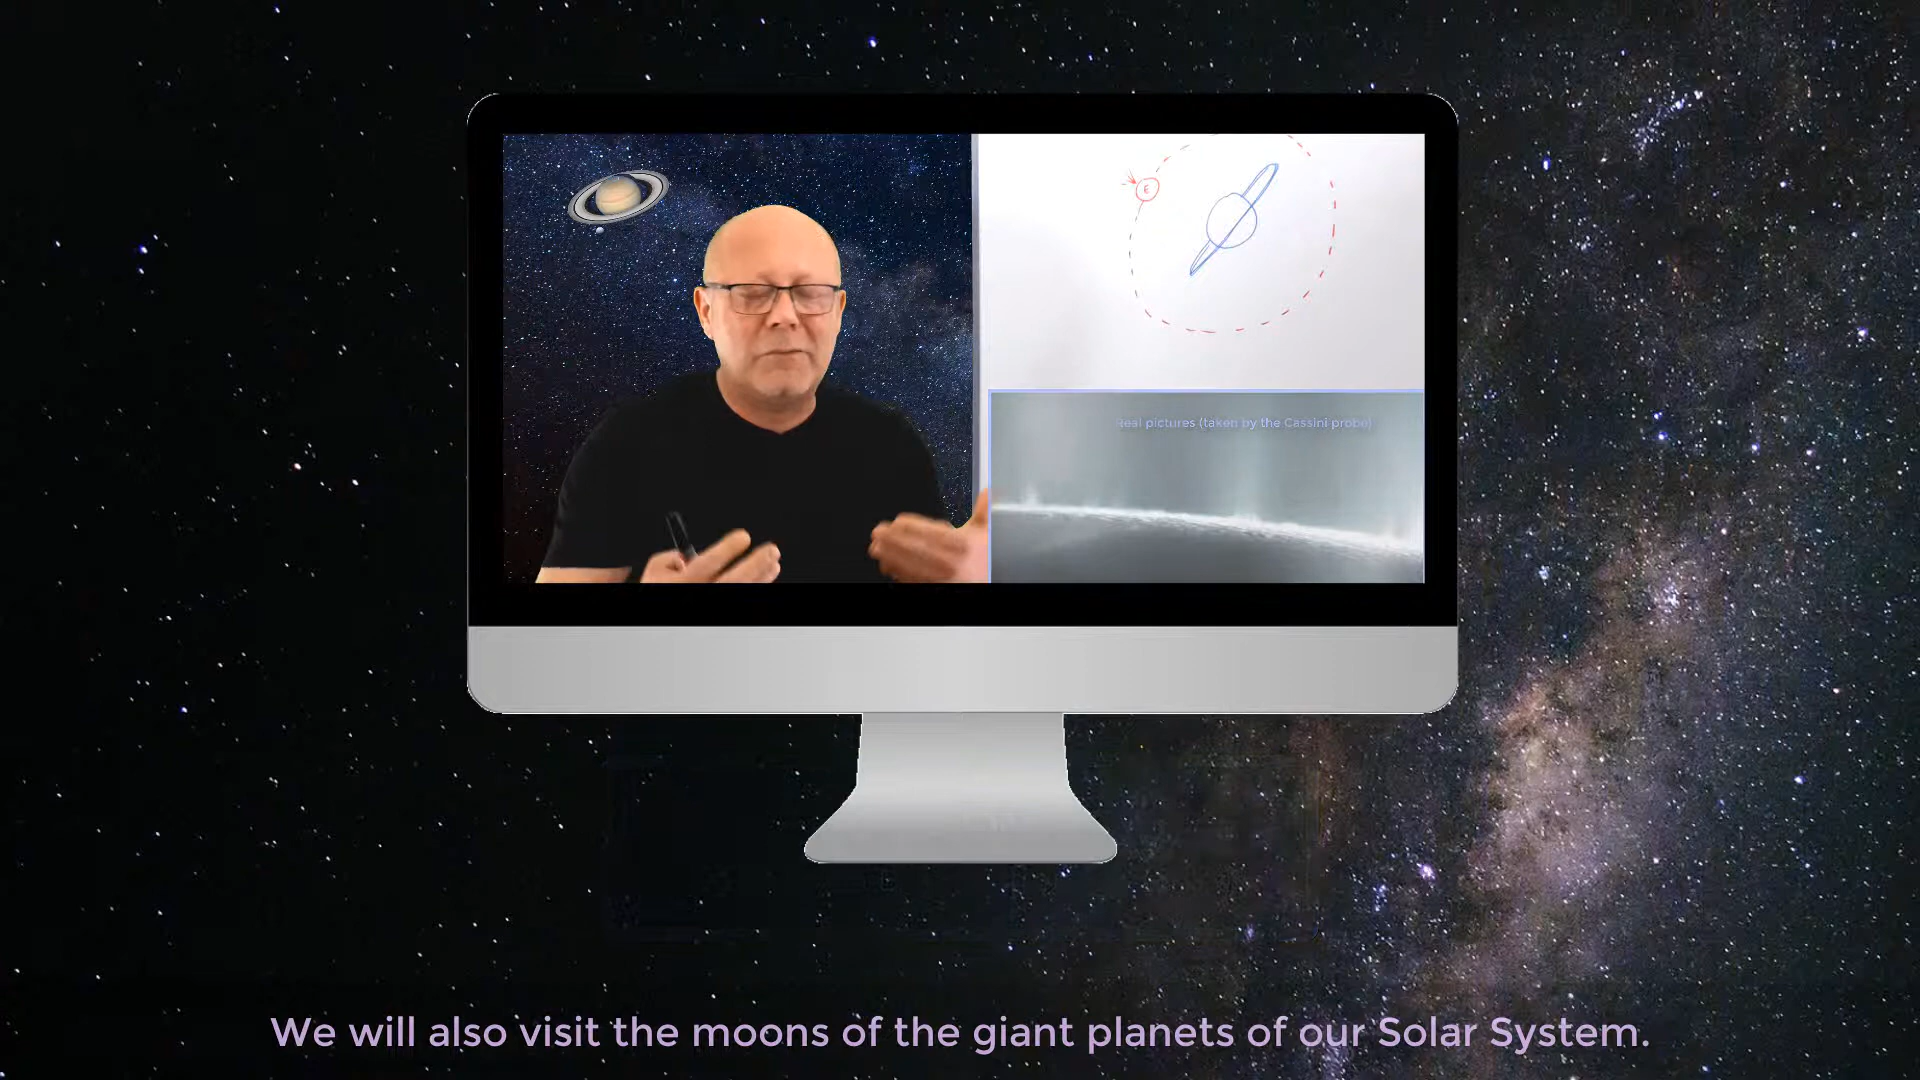 E
Real pictures (taken by the Cassini probe)
We will also visit the moons of the giant planets of our Solar System.